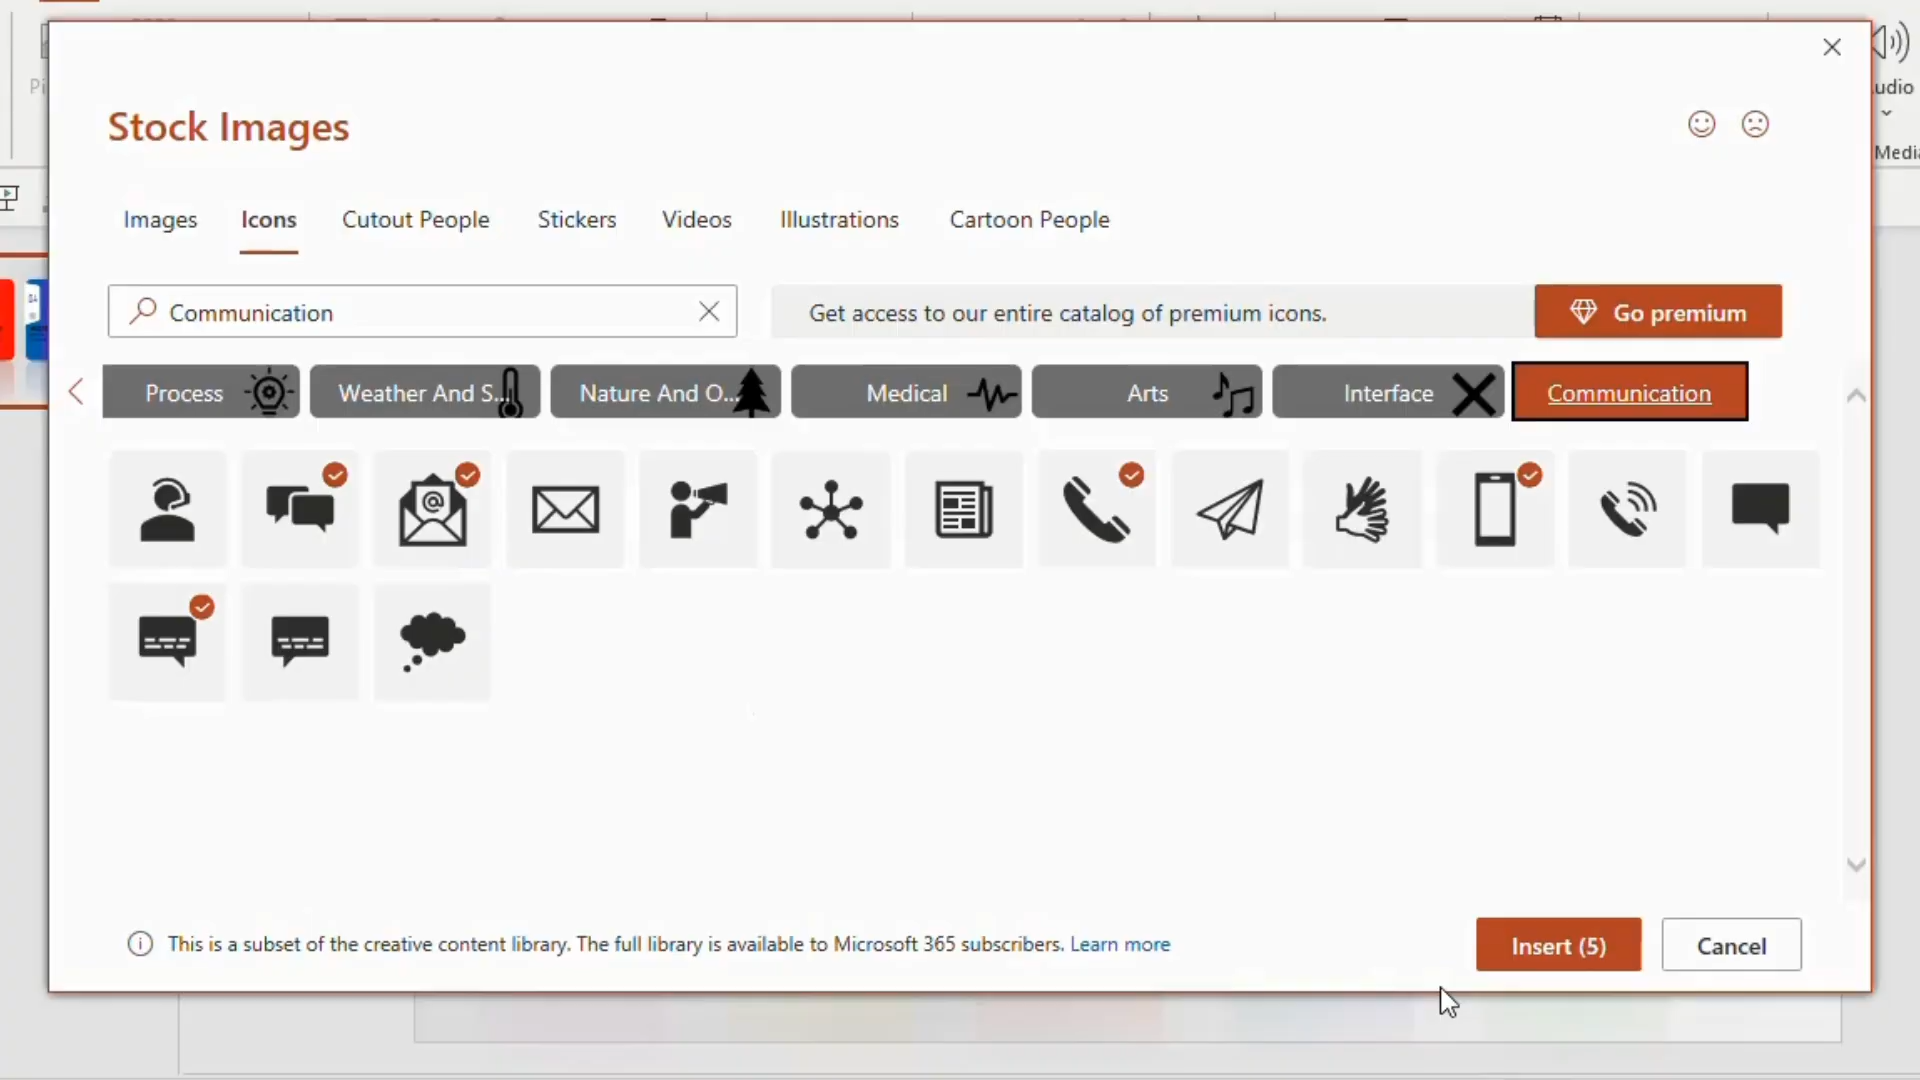 Stock Images
Images Icons Cutout People Stickers Videos Illustrations Cartoon People
Communication
Get access to our entire catalog of premium icons.
Go premium
Process Weather And S... Nature And O... Medical Arts Interface Communication
This is a subset of the creative content library. The full library is available to Microsoft 365 subscribers. Learn more
Insert (5)
Cancel